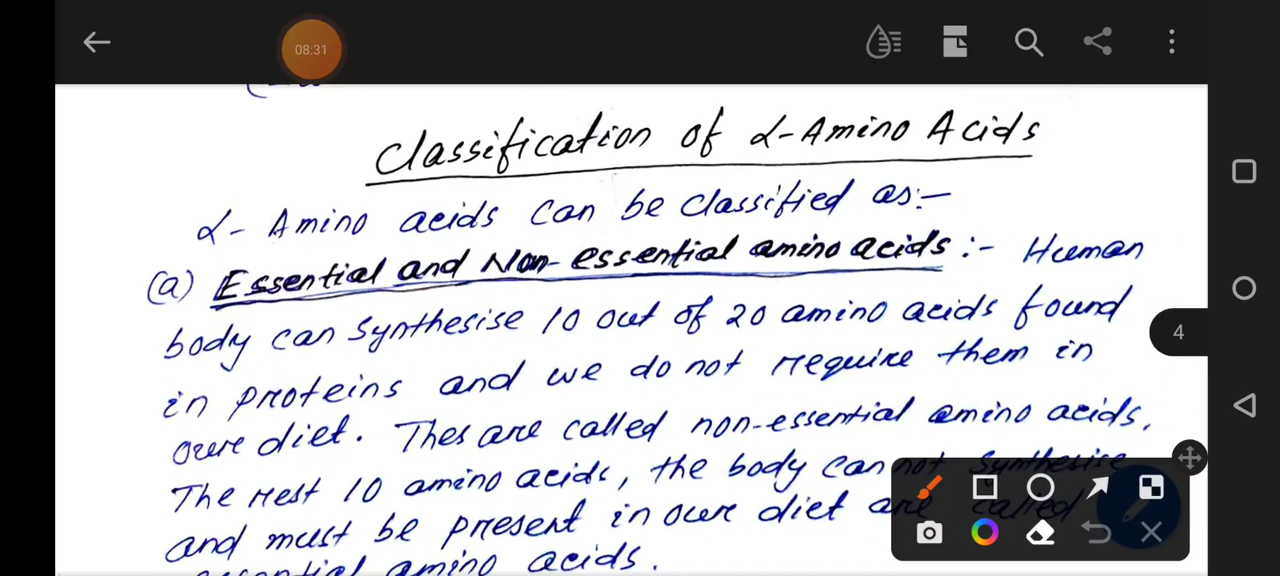 08:31
Classification of α-Amino Acids
α-Amino acids can be classified as:-
(a) Essential and Non-essential amino acids:- Human
body can synthesise 10 out of 20 amino acids found
in proteins and we do not require them in
our diet. Thes are called non-essential amino acids.
The rest 10 amino acids, the body can not synthesise
and must be present in our diet are called
essential amino acids.
4